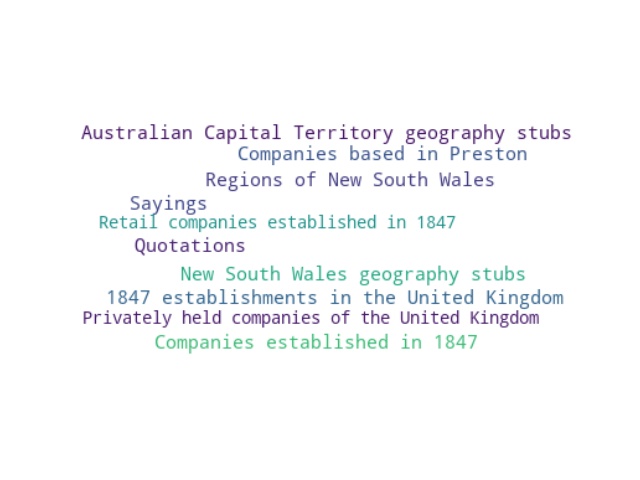 Australian Capital Territory geography stubs
Companies based in Preston
Regions of New South Wales
Sayings
Retail companies established in 1847
Quotations
New South Wales geography stubs
1847 establishments in the United Kingdom
Privately held companies of the United Kingdom
Companies established in 1847